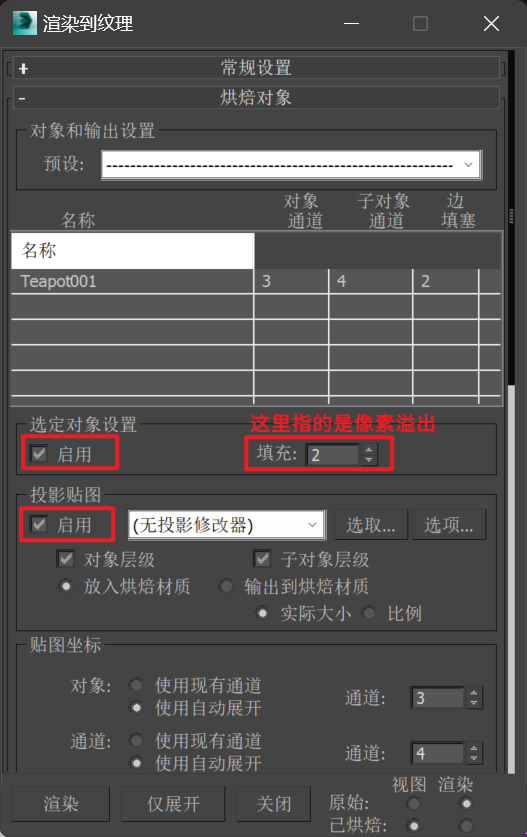 渲染到纹理
+ 常规设置
- 烘焙对象
对象和输出设置
预设: -----------------------------------------------------------
名称 对象通道 子对象通道 边填塞
名称
Teapot001 3 4 2
选定对象设置 这里指的是像素溢出
启用 填充: 2
投影贴图
启用 (无投影修改器) 选取... 选项...
对象层级 子对象层级
放入烘焙材质 输出到烘焙材质
实际大小 比例
贴图坐标
对象: 使用现有通道
使用自动展开 通道: 3
通道: 使用现有通道
使用自动展开 通道: 4
视图 渲染
渲染 仅展开 关闭 原始:
已烘焙: